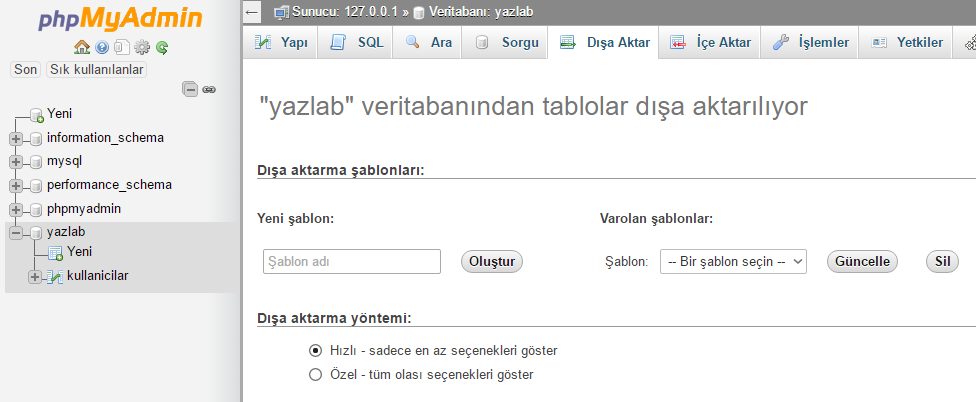 phpMyAdmin
Son Sık kullanılanlar
Yeni
information_schema
mysql
performance_schema
phpmyadmin
yazlab
Yeni
kullanicilar
Sunucu: 127.0.0.1 » Veritabanı: yazlab
Yapı SQL Ara Sorgu Dışa Aktar İçe Aktar İşlemler Yetkiler
"yazlab" veritabanından tablolar dışa aktarılıyor
Dışa aktarma şablonları:
Yeni şablon: Varolan şablonlar:
Şablon adı Oluştur Şablon: -- Bir şablon seçin -- Güncelle Sil
Dışa aktarma yöntemi:
Hızlı - sadece en az seçenekleri göster
Özel - tüm olası seçenekleri göster